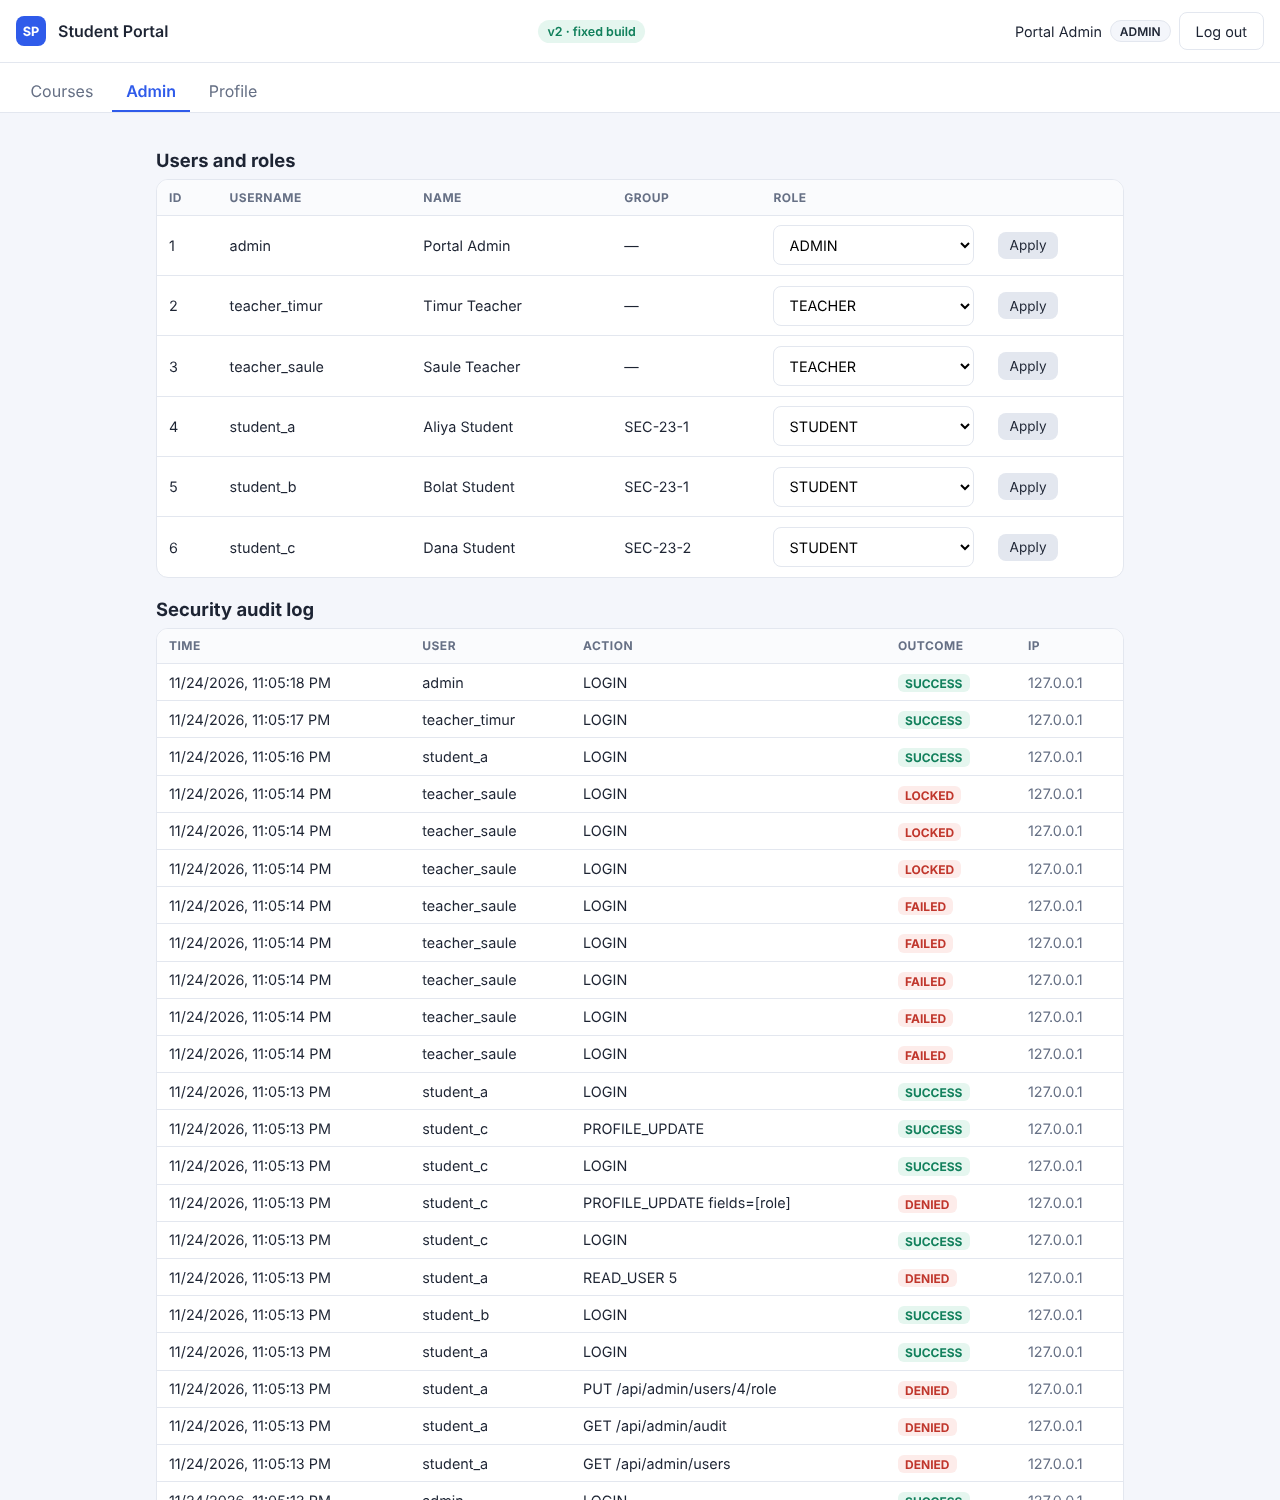 SP Student Portal v2 · fixed build Portal Admin ADMIN Log out
Courses Admin Profile
Users and roles
ID USERNAME NAME GROUP ROLE
1 admin Portal Admin — ADMIN Apply
2 teacher_timur Timur Teacher — TEACHER Apply
3 teacher_saule Saule Teacher — TEACHER Apply
4 student_a Aliya Student SEC-23-1 STUDENT Apply
5 student_b Bolat Student SEC-23-1 STUDENT Apply
6 student_c Dana Student SEC-23-2 STUDENT Apply
Security audit log
TIME USER ACTION OUTCOME IP
11/24/2026, 11:05:18 PM admin LOGIN SUCCESS 127.0.0.1
11/24/2026, 11:05:17 PM teacher_timur LOGIN SUCCESS 127.0.0.1
11/24/2026, 11:05:16 PM student_a LOGIN SUCCESS 127.0.0.1
11/24/2026, 11:05:14 PM teacher_saule LOGIN LOCKED 127.0.0.1
11/24/2026, 11:05:14 PM teacher_saule LOGIN LOCKED 127.0.0.1
11/24/2026, 11:05:14 PM teacher_saule LOGIN LOCKED 127.0.0.1
11/24/2026, 11:05:14 PM teacher_saule LOGIN FAILED 127.0.0.1
11/24/2026, 11:05:14 PM teacher_saule LOGIN FAILED 127.0.0.1
11/24/2026, 11:05:14 PM teacher_saule LOGIN FAILED 127.0.0.1
11/24/2026, 11:05:14 PM teacher_saule LOGIN FAILED 127.0.0.1
11/24/2026, 11:05:14 PM teacher_saule LOGIN FAILED 127.0.0.1
11/24/2026, 11:05:13 PM student_a LOGIN SUCCESS 127.0.0.1
11/24/2026, 11:05:13 PM student_c PROFILE_UPDATE SUCCESS 127.0.0.1
11/24/2026, 11:05:13 PM student_c LOGIN SUCCESS 127.0.0.1
11/24/2026, 11:05:13 PM student_c PROFILE_UPDATE fields=[role] DENIED 127.0.0.1
11/24/2026, 11:05:13 PM student_c LOGIN SUCCESS 127.0.0.1
11/24/2026, 11:05:13 PM student_a READ_USER 5 DENIED 127.0.0.1
11/24/2026, 11:05:13 PM student_b LOGIN SUCCESS 127.0.0.1
11/24/2026, 11:05:13 PM student_a LOGIN SUCCESS 127.0.0.1
11/24/2026, 11:05:13 PM student_a PUT /api/admin/users/4/role DENIED 127.0.0.1
11/24/2026, 11:05:13 PM student_a GET /api/admin/audit DENIED 127.0.0.1
11/24/2026, 11:05:13 PM student_a GET /api/admin/users DENIED 127.0.0.1
11/24/2026, 11:05:13 PM admin LOGIN SUCCESS 127.0.0.1